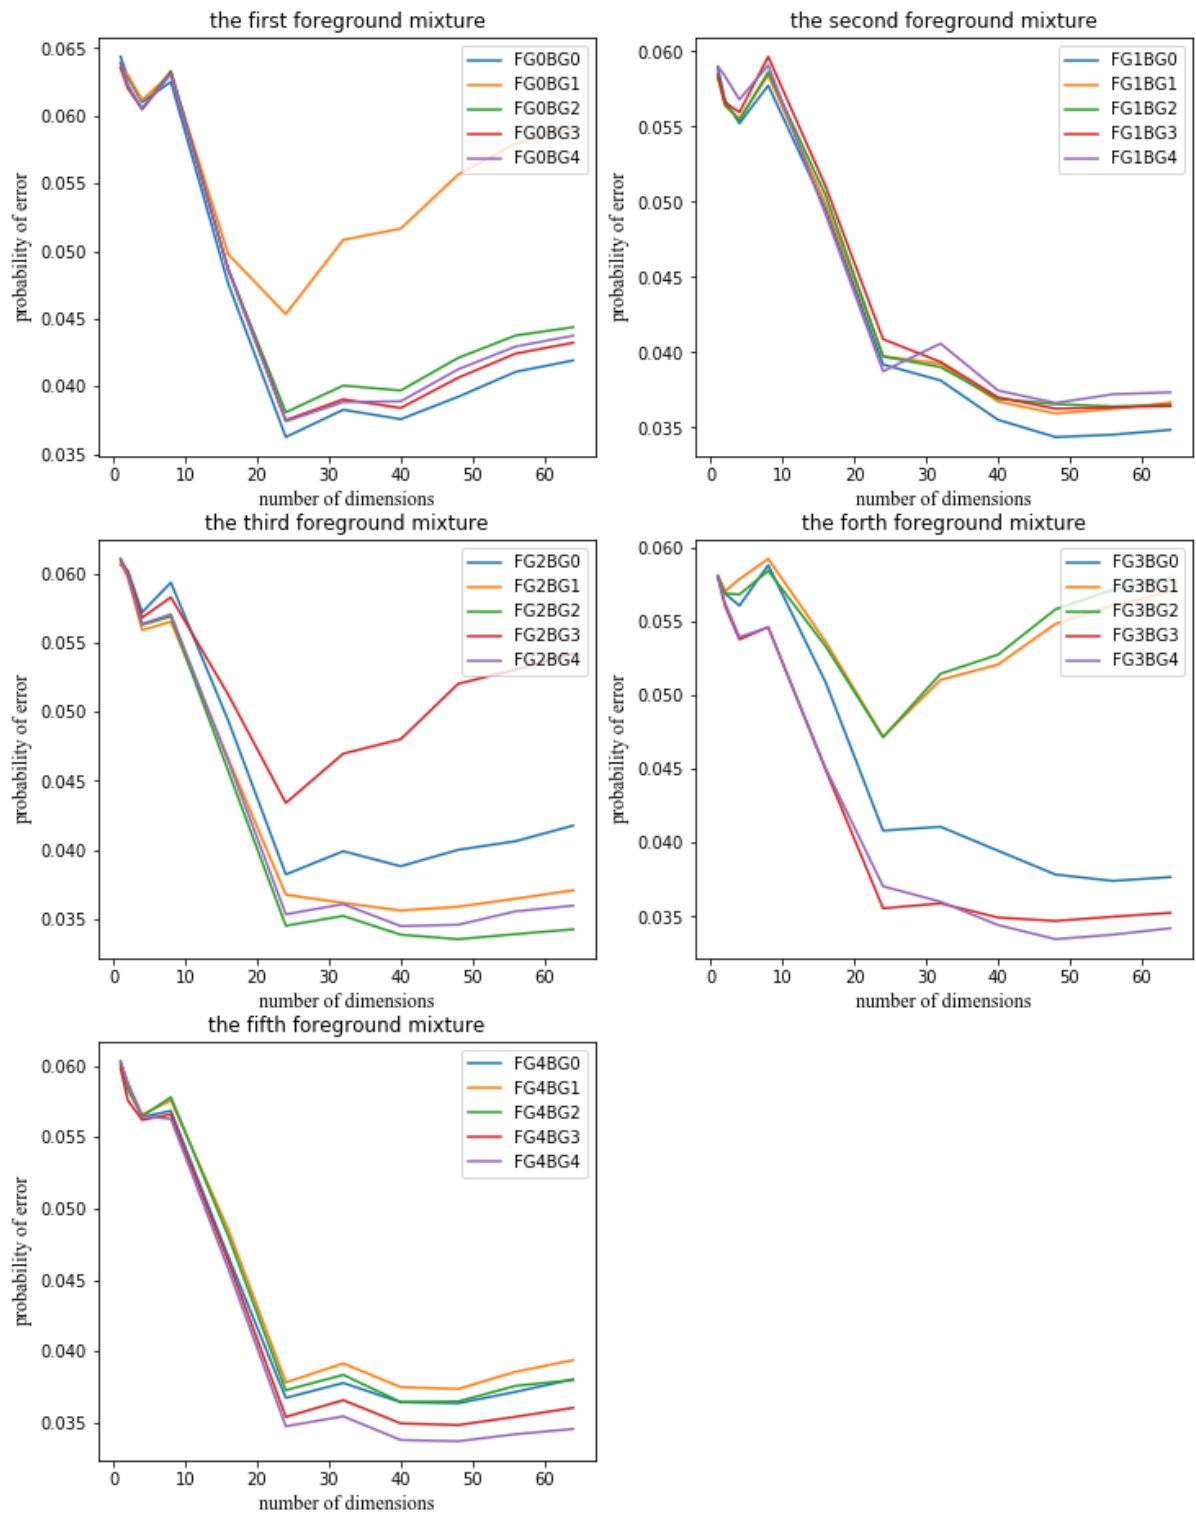 the first foreground mixture
probability of error
0.065
0.060
0.055
0.050
0.045
0.040
0.035
FG0BG0
FG0BG1
FG0BG2
FG0BG3
FG0BG4
0 10 20 30 40 50 60
number of dimensions
the second foreground mixture
probability of error
0.060
0.055
0.050
0.045
0.040
0.035
FG1BG0
FG1BG1
FG1BG2
FG1BG3
FG1BG4
0 10 20 30 40 50 60
number of dimensions
the third foreground mixture
probability of error
0.060
0.055
0.050
0.045
0.040
0.035
FG2BG0
FG2BG1
FG2BG2
FG2BG3
FG2BG4
0 10 20 30 40 50 60
number of dimensions
the forth foreground mixture
probability of error
0.060
0.055
0.050
0.045
0.040
0.035
FG3BG0
FG3BG1
FG3BG2
FG3BG3
FG3BG4
0 10 20 30 40 50 60
number of dimensions
the fifth foreground mixture
probability of error
0.060
0.055
0.050
0.045
0.040
0.035
FG4BG0
FG4BG1
FG4BG2
FG4BG3
FG4BG4
0 10 20 30 40 50 60
number of dimensions